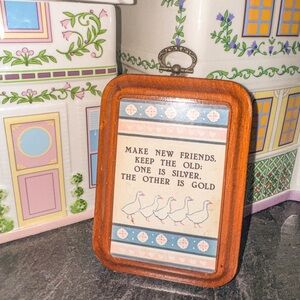 MAKE NEW FRIENDS,
KEEP THE OLD:
ONE IS SILVER,
THE OTHER IS GOLD